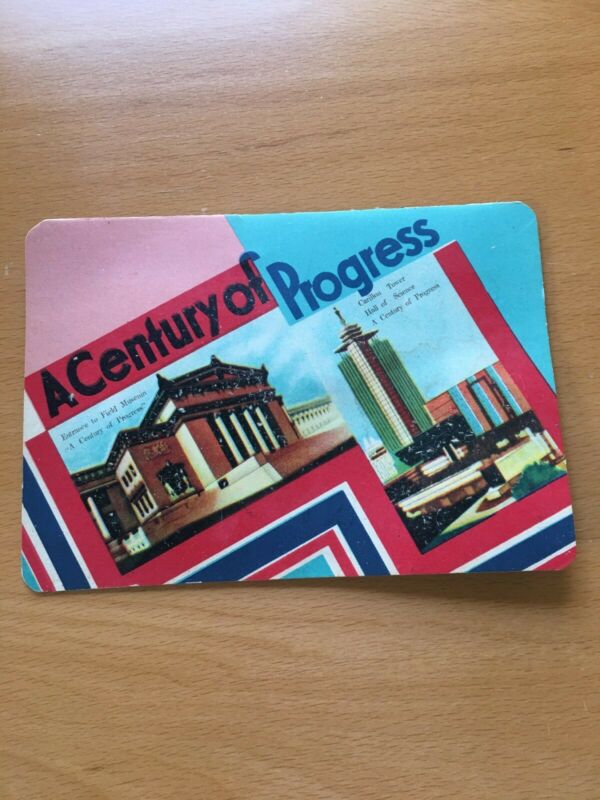 A Century of Progress
Entrance to Field Museum
"A Century of Progress"
Carillon Tower
Hall of Science
A Century of Progress